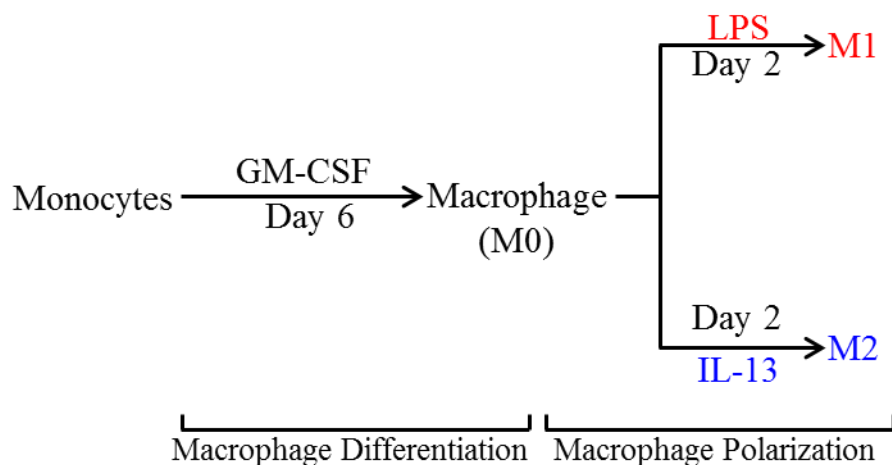 LPS
M1
Day 2
GM-CSF
Monocytes
Day 6
Macrophage
(M0)
Day 2
M2
IL-13
Macrophage Differentiation
Macrophage Polarization